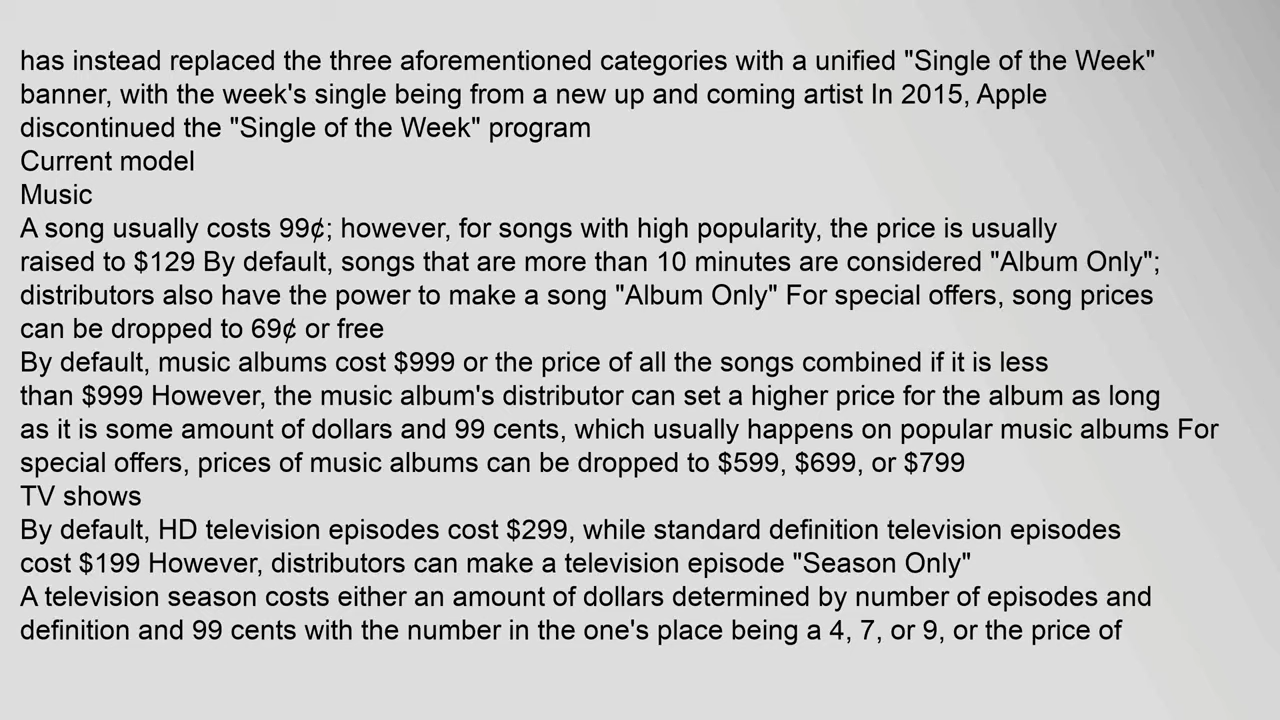 has instead replaced the three aforementioned categories with a unified "Single of the Week"
banner, with the week's single being from a new up and coming artist In 2015, Apple
discontinued the "Single of the Week" program
Current model
Music
A song usually costs 99¢; however, for songs with high popularity, the price is usually
raised to $129 By default, songs that are more than 10 minutes are considered "Album Only";
distributors also have the power to make a song "Album Only" For special offers, song prices
can be dropped to 69¢ or free
By default, music albums cost $999 or the price of all the songs combined if it is less
than $999 However, the music album's distributor can set a higher price for the album as long
as it is some amount of dollars and 99 cents, which usually happens on popular music albums For
special offers, prices of music albums can be dropped to $599, $699, or $799
TV shows
By default, HD television episodes cost $299, while standard definition television episodes
cost $199 However, distributors can make a television episode "Season Only"
A television season costs either an amount of dollars determined by number of episodes and
definition and 99 cents with the number in the one's place being a 4, 7, or 9, or the price of